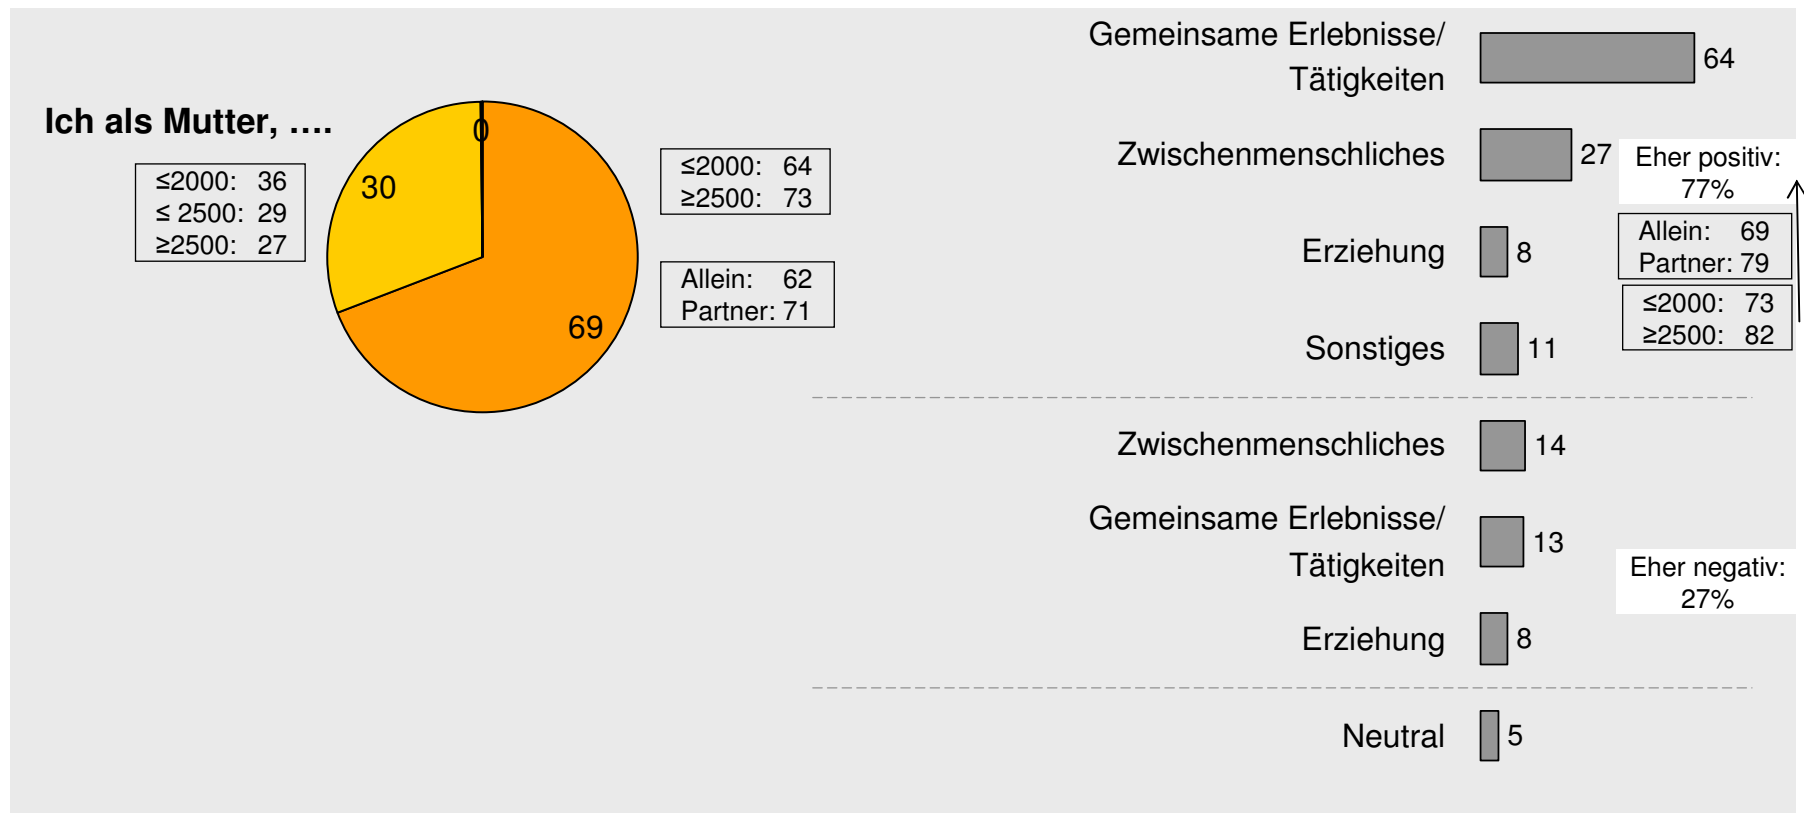 Ich als Mutter, ....
≤2000: 36
≤ 2500: 29
≥2500: 27
30
0
69
≤2000: 64
≥2500: 73
Allein: 62
Partner: 71
Gemeinsame Erlebnisse/
Tätigkeiten
64
Zwischenmenschliches
27
Erziehung
8
Sonstiges
11
Eher positiv:
77%
Allein: 69
Partner: 79
≤2000: 73
≥2500: 82
Zwischenmenschliches
14
Gemeinsame Erlebnisse/
Tätigkeiten
13
Erziehung
8
Eher negativ:
27%
Neutral
5